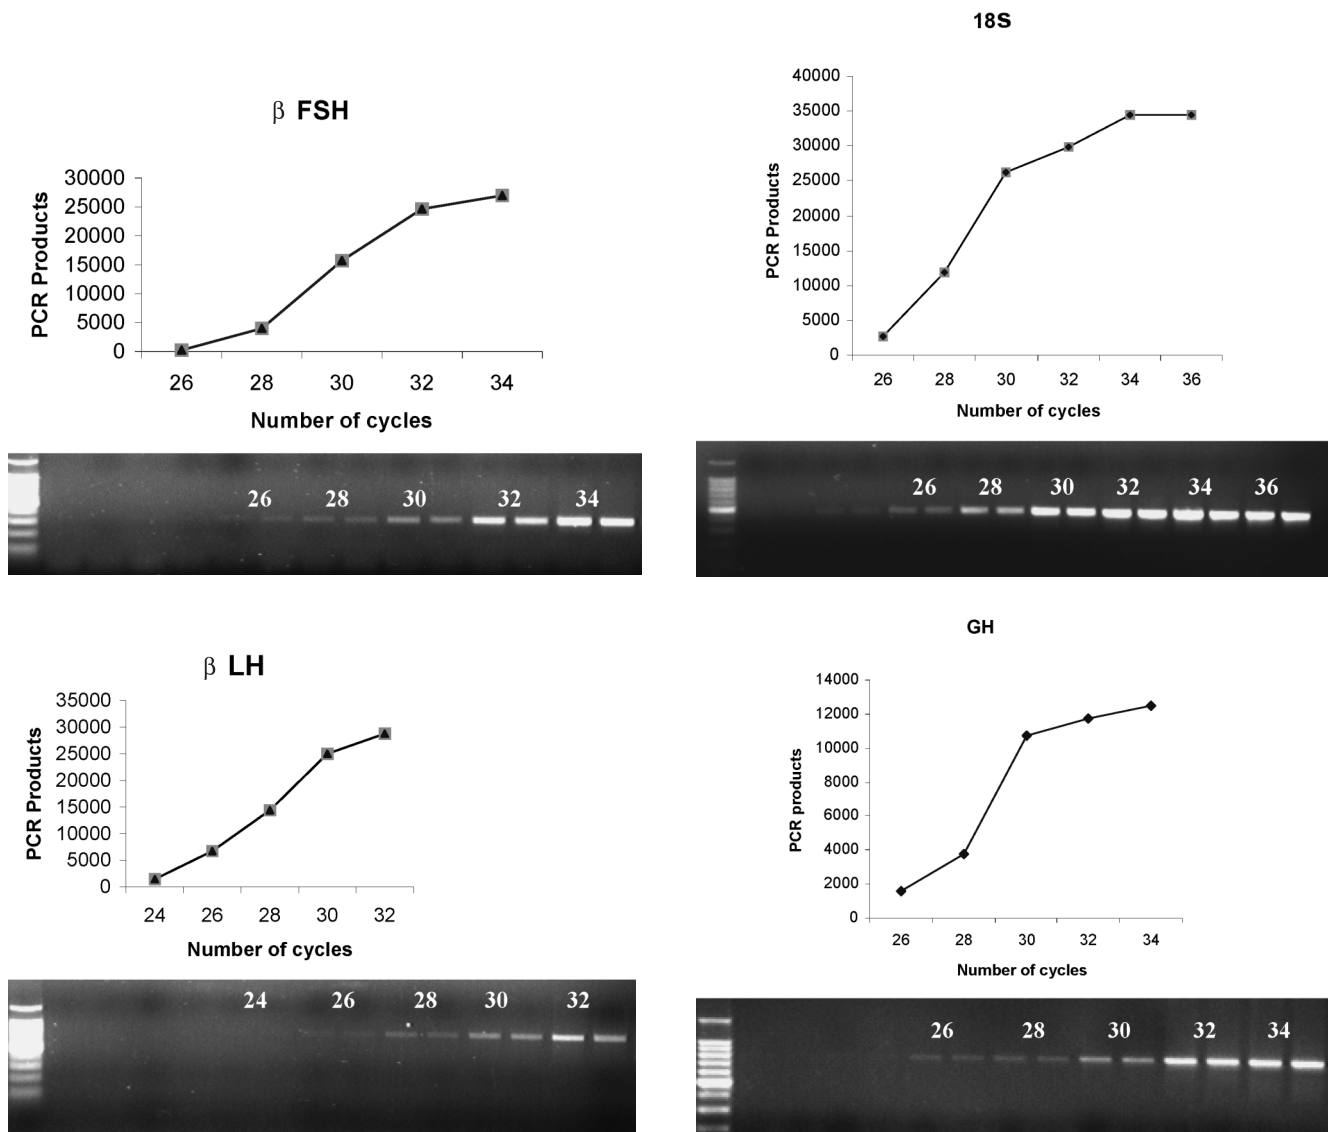 β FSH
PCR Products
30000
25000
20000
15000
10000
5000
0
26 28 30 32 34
Number of cycles
26 28 30 32 34
18S
PCR Products
40000
35000
30000
25000
20000
15000
10000
5000
0
26 28 30 32 34 36
Number of cycles
26 28 30 32 34 36
β LH
PCR Products
35000
30000
25000
20000
15000
10000
5000
0
24 26 28 30 32
Number of cycles
24 26 28 30 32
GH
PCR products
14000
12000
10000
8000
6000
4000
2000
0
26 28 30 32 34
Number of cycles
26 28 30 32 34